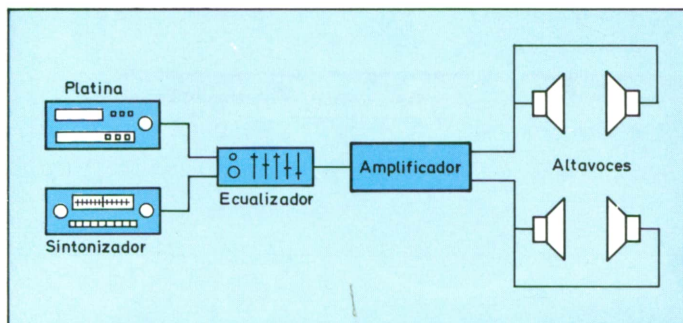 Platina
Sintonizador
Ecualizador
Amplificador
Altavoces